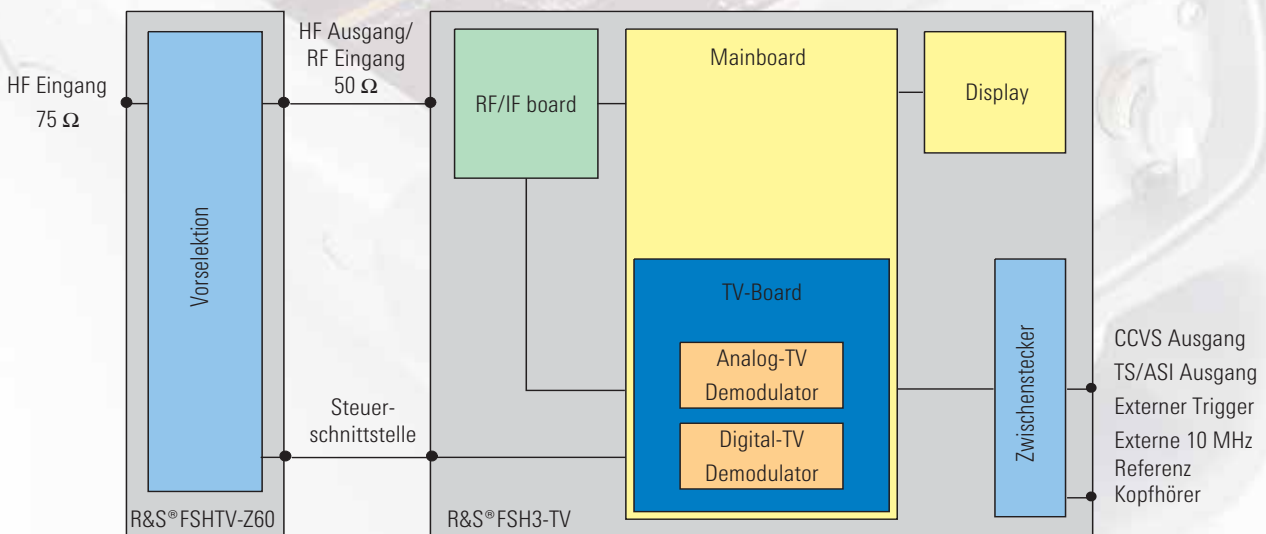 HF Eingang
75 Ω
Vorselektion
R&S®FSHTV-Z60
HF Ausgang/
RF Eingang
50 Ω
Steuer-
schnittstelle
RF/IF board
Mainboard
Display
TV-Board
Analog-TV
Demodulator
Digital-TV
Demodulator
Zwischenstecker
R&S®FSH3-TV
CCVS Ausgang
TS/ASI Ausgang
Externer Trigger
Externe 10 MHz
Referenz
Kopfhörer